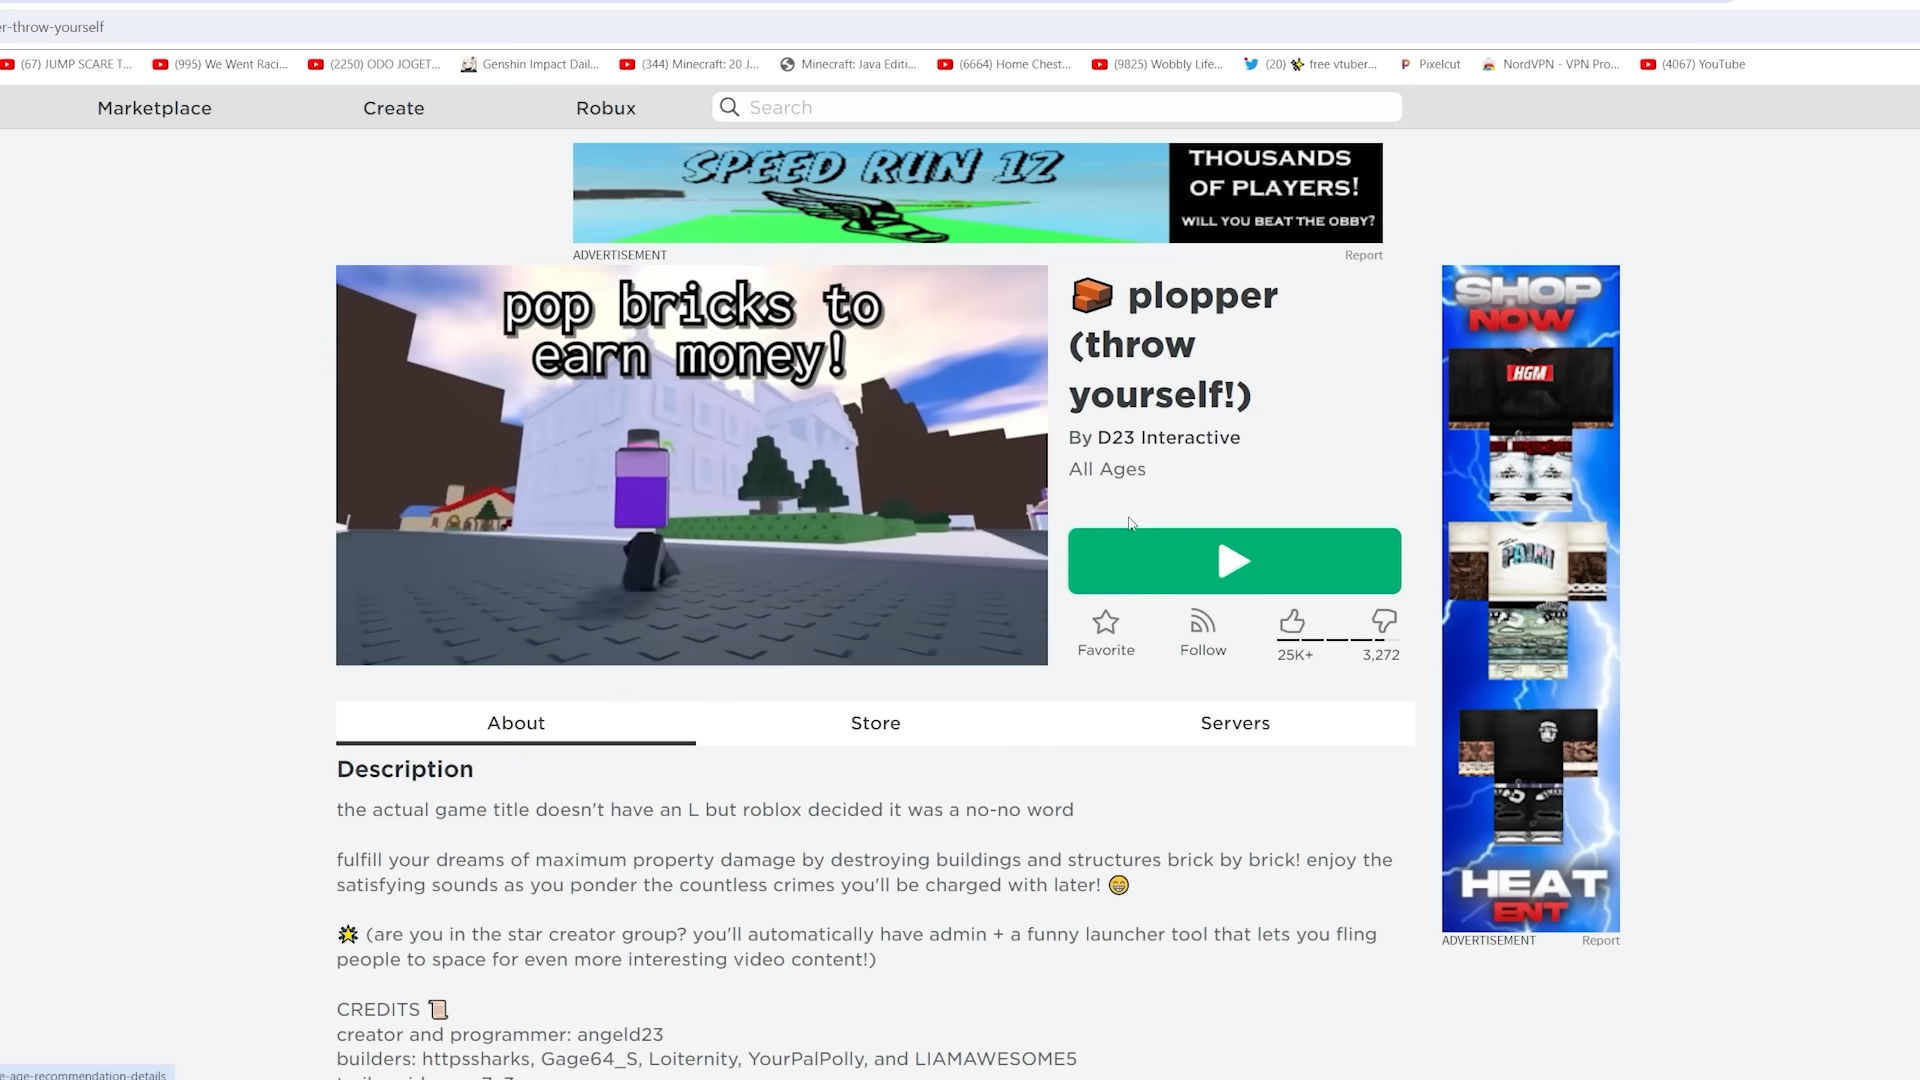 er-throw-yourself
(67) JUMP SCARE T...
(995) We Went Raci...
(2250) ODO JOGET...
Genshin Impact Dail...
(344) Minecraft: 20 J...
Minecraft: Java Editi...
(6664) Home Chest...
(9825) Wobbly Life...
(20) 🌟 free vtuber...
Pixelcut
NordVPN - VPN Pro...
(4067) YouTube
Marketplace
Create
Robux
Search
SPEED RUN 12
THOUSANDS
OF PLAYERS!
WILL YOU BEAT THE OBBY?
ADVERTISEMENT
Report
pop bricks to
earn money!
🧱 plopper
(throw
yourself!)
By D23 Interactive
All Ages
Favorite
Follow
25K+
3,272
SHOP
NOW
HGM
PALM
HEAT
ENT
ADVERTISEMENT
Report
About
Store
Servers
Description
the actual game title doesn't have an L but roblox decided it was a no-no word
fulfill your dreams of maximum property damage by destroying buildings and structures brick by brick! enjoy the
satisfying sounds as you ponder the countless crimes you'll be charged with later! 😁
🌟 (are you in the star creator group? you'll automatically have admin + a funny launcher tool that lets you fling
people to space for even more interesting video content!)
CREDITS 📜
creator and programmer: angeld23
builders: httpssharks, Gage64_S, Loiternity, YourPalPolly, and LIAMAWESOME5
e-age-recommendation-details